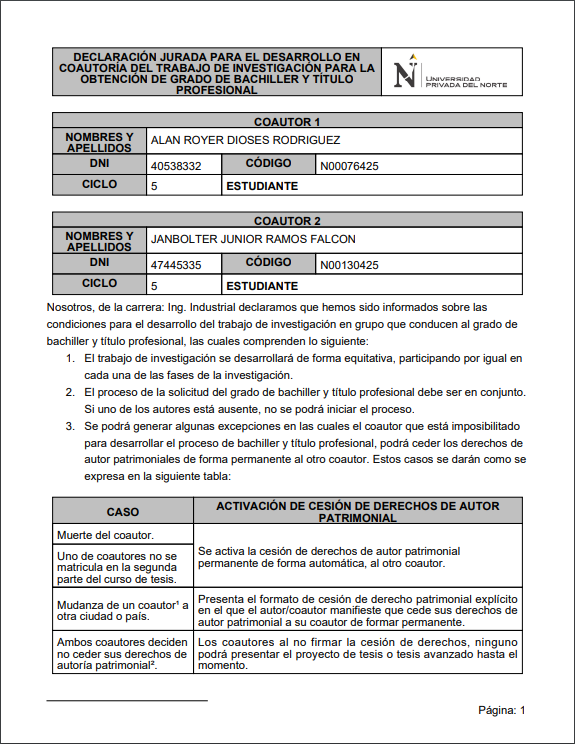 DECLARACIÓN JURADA PARA EL DESARROLLO EN
COAUTORÍA DEL TRABAJO DE INVESTIGACIÓN PARA LA
OBTENCIÓN DE GRADO DE BACHILLER Y TÍTULO
PROFESIONAL
UNIVERSIDAD
PRIVADA DEL NORTE
COAUTOR 1
NOMBRES Y
APELLIDOS
ALAN ROYER DIOSES RODRIGUEZ
DNI
40538332
CÓDIGO
N00076425
CICLO
5
ESTUDIANTE
COAUTOR 2
NOMBRES Y
APELLIDOS
JANBOLTER JUNIOR RAMOS FALCON
DNI
47445335
CÓDIGO
N00130425
CICLO
5
ESTUDIANTE
Nosotros, de la carrera: Ing. Industrial declaramos que hemos sido informados sobre las
condiciones para el desarrollo del trabajo de investigación en grupo que conducen al grado de
bachiller y título profesional, las cuales comprenden lo siguiente:
1. El trabajo de investigación se desarrollará de forma equitativa, participando por igual en
cada una de las fases de la investigación.
2. El proceso de la solicitud del grado de bachiller y título profesional debe ser en conjunto.
Si uno de los autores está ausente, no se podrá iniciar el proceso.
3. Se podrá generar algunas excepciones en las cuales el coautor que está imposibilitado
para desarrollar el proceso de bachiller y título profesional, podrá ceder los derechos de
autor patrimoniales de forma permanente al otro coautor. Estos casos se darán como se
expresa en la siguiente tabla:
CASO
ACTIVACIÓN DE CESIÓN DE DERECHOS DE AUTOR
PATRIMONIAL
Muerte del coautor.
Uno de coautores no se
matricula en la segunda
parte del curso de tesis.
Se activa la cesión de derechos de autor patrimonial
permanente de forma automática, al otro coautor.
Mudanza de un coautor¹ a
otra ciudad o país.
Presenta el formato de cesión de derecho patrimonial explícito
en el que el autor/coautor manifieste que cede sus derechos de
autor patrimonial a su coautor de formar permanente.
Ambos coautores deciden
no ceder sus derechos de
autoría patrimonial².
Los coautores al no firmar la cesión de derechos, ninguno
podrá presentar el proyecto de tesis o tesis avanzado hasta el
momento.
Página: 1